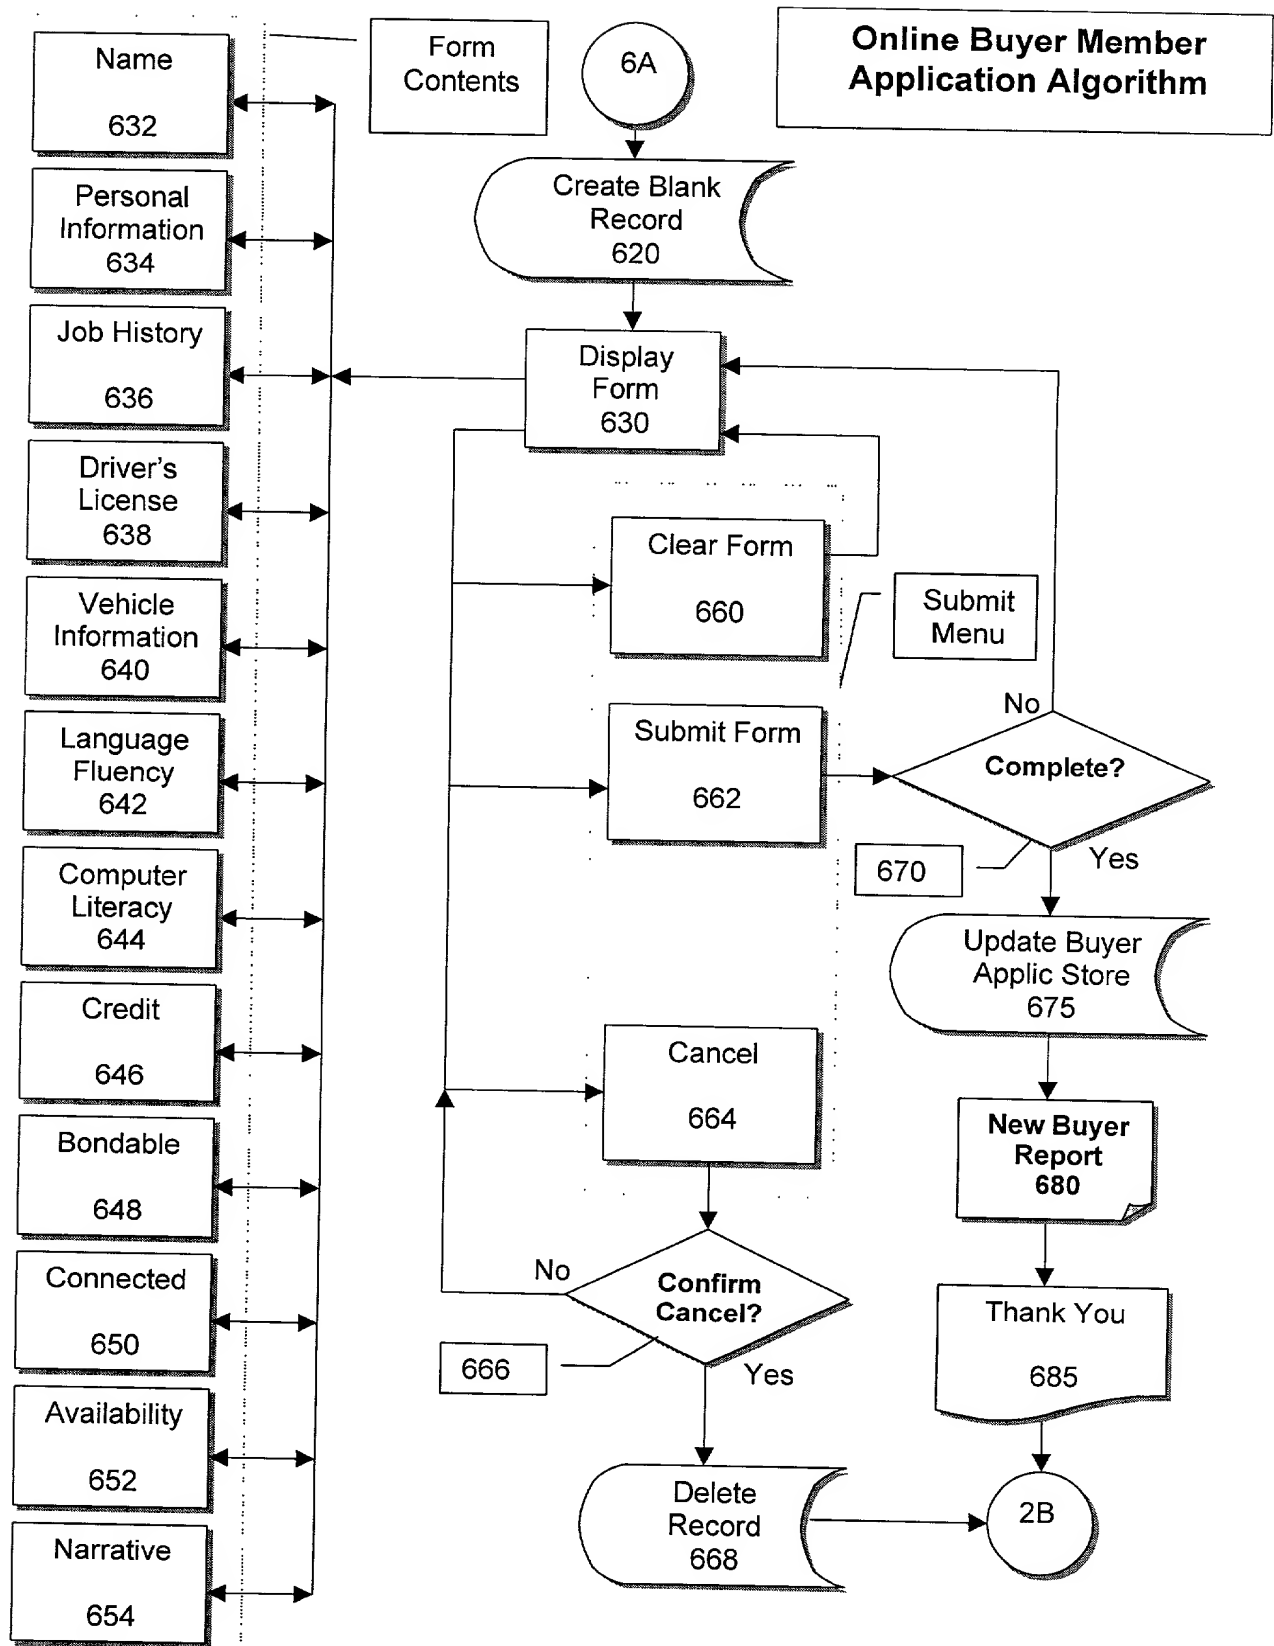 Online Buyer Member
Application Algorithm
Form
Contents
Name
632
Personal
Information
634
Job History
636
Driver's
License
638
Vehicle
Information
640
Language
Fluency
642
Computer
Literacy
644
Credit
646
Bondable
648
Connected
650
Availability
652
Narrative
654
6A
Create Blank
Record
620
Display
Form
630
Clear Form
660
Submit
Menu
Submit Form
662
No
Complete?
670
Yes
Update Buyer
Applic Store
675
Cancel
664
New Buyer
Report
680
No
Confirm
Cancel?
666
Yes
Thank You
685
Delete
Record
668
2B